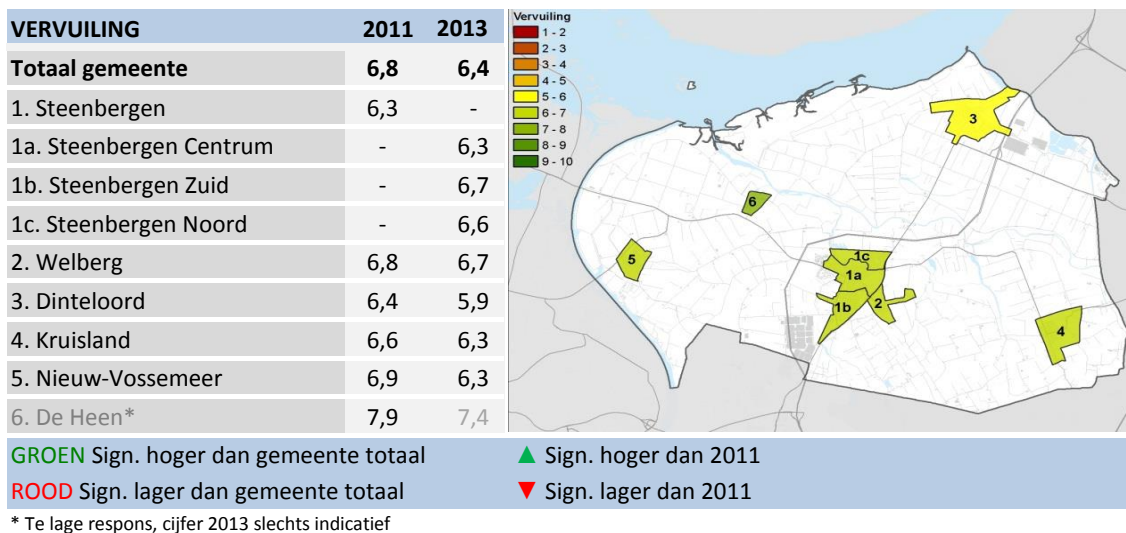 VERVUILING 2011 2013
Totaal gemeente 6,8 6,4
1. Steenbergen 6,3 -
1a. Steenbergen Centrum - 6,3
1b. Steenbergen Zuid - 6,7
1c. Steenbergen Noord - 6,6
2. Welberg 6,8 6,7
3. Dinteloord 6,4 5,9
4. Kruisland 6,6 6,3
5. Nieuw-Vossemeer 6,9 6,3
6. De Heen* 7,9 7,4
Vervuiling
1 - 2
2 - 3
3 - 4
4 - 5
5 - 6
6 - 7
7 - 8
8 - 9
9 - 10
3
6
5
1c
1a
1b
2
4
GROEN Sign. hoger dan gemeente totaal ▲ Sign. hoger dan 2011
ROOD Sign. lager dan gemeente totaal ▼ Sign. lager dan 2011
* Te lage respons, cijfer 2013 slechts indicatief